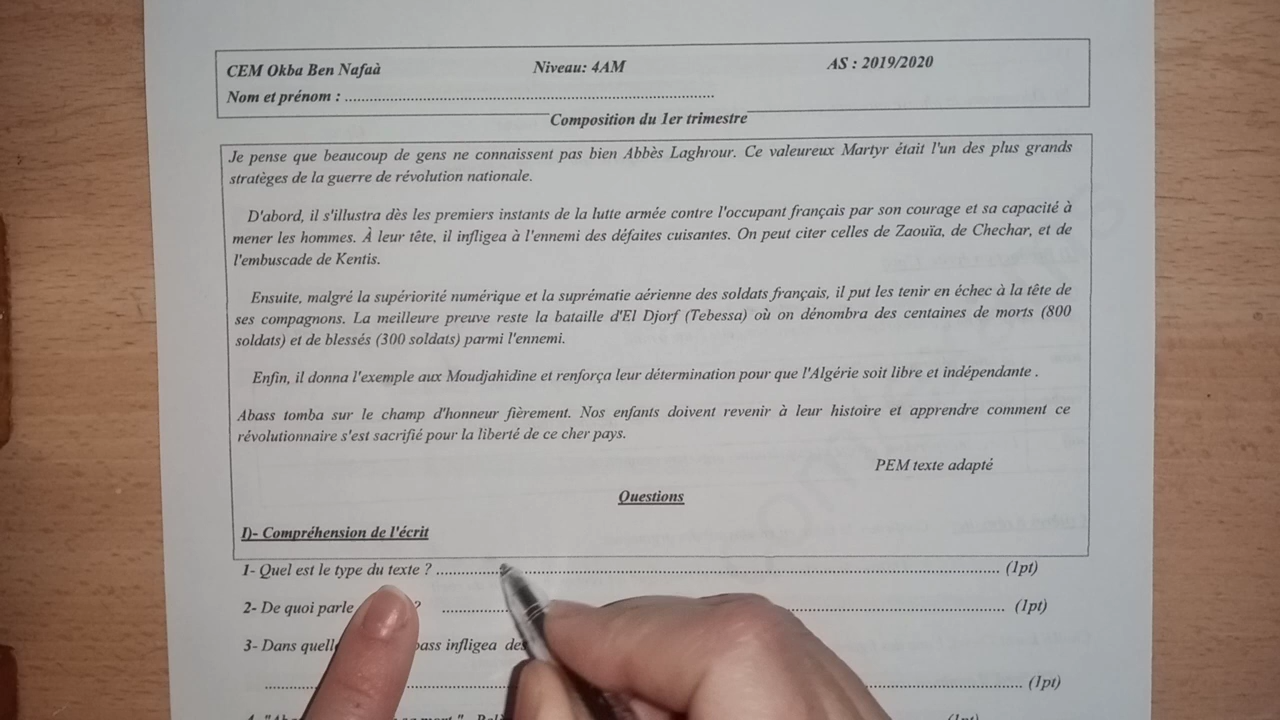 CEM Okba Ben Nafaà Niveau: 4AM AS : 2019/2020
Nom et prénom : ........................................................................................................
Composition du 1er trimestre
Je pense que beaucoup de gens ne connaissent pas bien Abbès Laghrour. Ce valeureux Martyr était l'un des plus grands
stratèges de la guerre de révolution nationale.
D'abord, il s'illustra dès les premiers instants de la lutte armée contre l'occupant français par son courage et sa capacité à
mener les hommes. À leur tête, il infligea à l'ennemi des défaites cuisantes. On peut citer celles de Zaouïa, de Chechar, et de
l'embuscade de Kentis.
Ensuite, malgré la supériorité numérique et la suprématie aérienne des soldats français, il put les tenir en échec à la tête de
ses compagnons. La meilleure preuve reste la bataille d'El Djorf (Tebessa) où on dénombra des centaines de morts (800
soldats) et de blessés (300 soldats) parmi l'ennemi.
Enfin, il donna l'exemple aux Moudjahidine et renforça leur détermination pour que l'Algérie soit libre et indépendante .
Abass tomba sur le champ d'honneur fièrement. Nos enfants doivent revenir à leur histoire et apprendre comment ce
révolutionnaire s'est sacrifié pour la liberté de ce cher pays.
PEM texte adapté
Questions
I)- Compréhension de l'écrit
1- Quel est le type du texte ? ........................................................................ (1pt)
2- De quoi parle ? ........................................................................ (1pt)
3- Dans infligea des
........................................................................ (1pt)